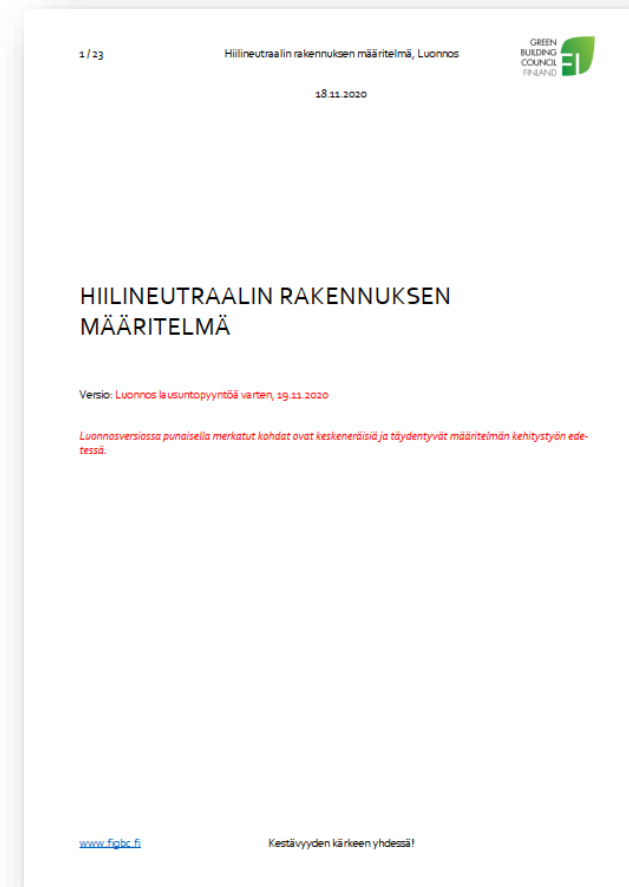 1 / 23
Hiilineutraalin rakennuksen määritelmä, Luonnos
GREEN
BUILDING
COUNCIL
FINLAND
18.11.2020
HIILINEUTRAALIN RAKENNUKSEN
MÄÄRITELMÄ
Versio: Luonnos lausuntopyyntöä varten, 19.11.2020
Luonnosversiossa punaisella merkatut kohdat ovat keskeneräisiä ja täydentyvät määritelmän kehitystyön ede-
tessä.
www.figbc.fi
Kestävyyden kärkeen yhdessä!